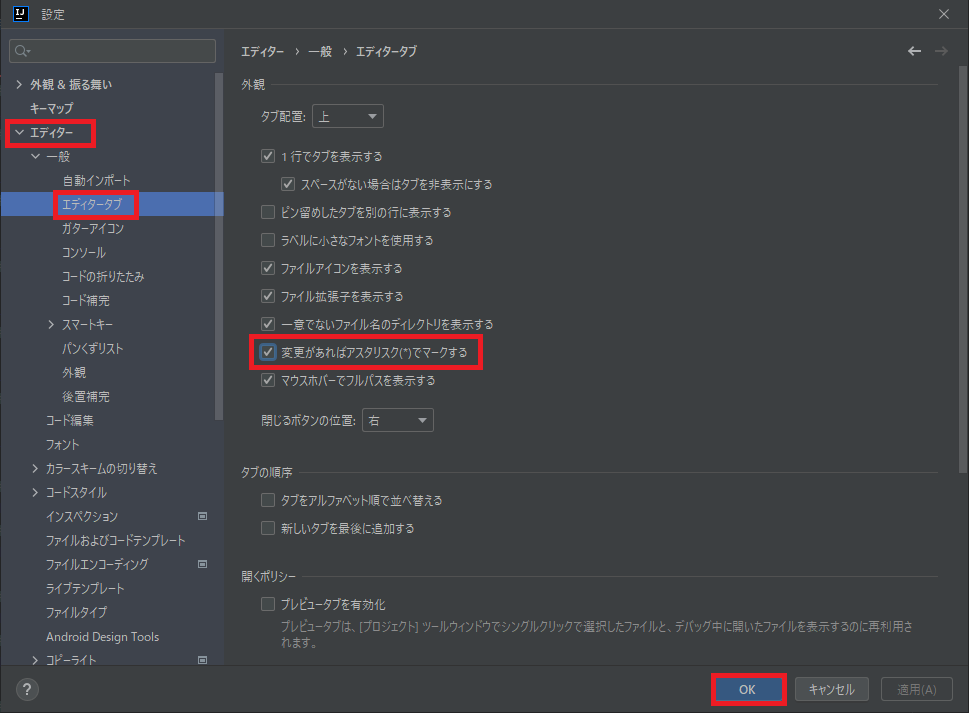 IJ 設定
外観 & 振る舞い
キーマップ
エディター
一般
自動インポート
エディタータブ
ガターアイコン
コンソール
コードの折りたたみ
コード補完
スマートキー
パンくずリスト
外観
後置補完
コード編集
フォント
カラースキームの切り替え
コードスタイル
インスペクション
ファイルおよびコードテンプレート
ファイルエンコーディング
ライブテンプレート
ファイルタイプ
Android Design Tools
コピーライト
エディター › 一般 › エディタータブ
外観
タブ配置: 上
1 行でタブを表示する
スペースがない場合はタブを非表示にする
ピン留めしたタブを別の行に表示する
ラベルに小さなフォントを使用する
ファイルアイコンを表示する
ファイル拡張子を表示する
一意でないファイル名のディレクトリを表示する
変更があればアスタリスク(*)でマークする
マウスホバーでフルパスを表示する
閉じるボタンの位置: 右
タブの順序
タブをアルファベット順で並べ替える
新しいタブを最後に追加する
開くポリシー
プレビュータブを有効化
プレビュータブは、[プロジェクト] ツールウィンドウでシングルクリックで選択したファイルと、デバッグ中に開いたファイルを表示するのに再利用さ
れます。
? OK キャンセル 適用(A)